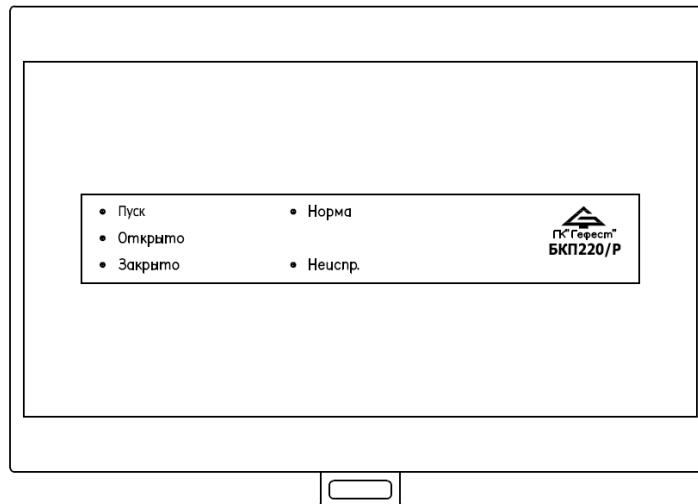 Пуск
Открыто
Закрыто
Норма
Неиспр.
ГК"Гефест"
БКП220/Р